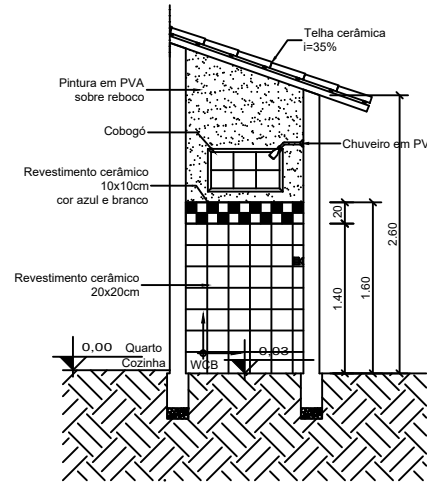 Telha cerâmica
i=35%
Pintura em PVA
sobre reboco
Cobogó
Chuveiro em PV
Revestimento cerâmico
10x10cm
cor azul e branco
20
2.60
1.60
1.40
Revestimento cerâmico
20x20cm
0,00 Quarto
Cozinha
WCB
0,03